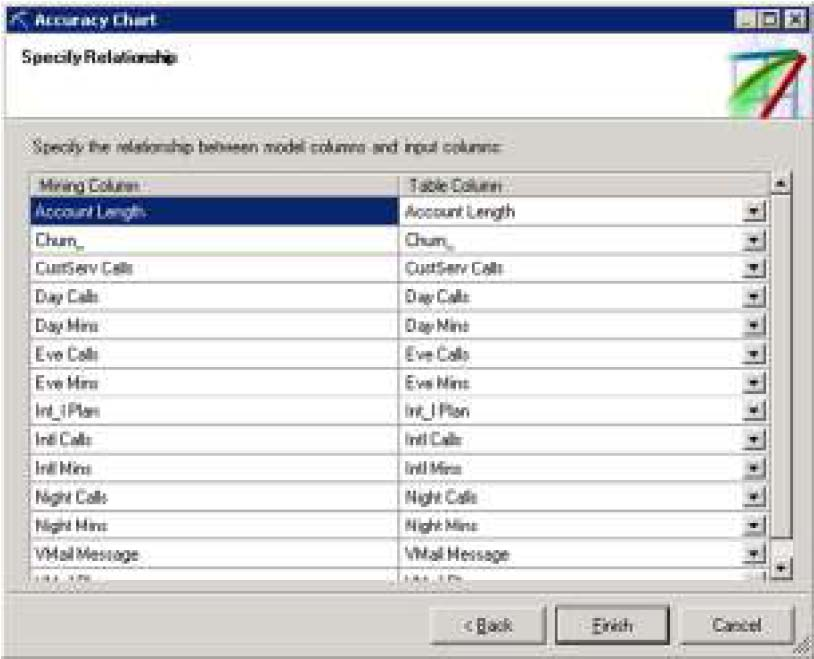 Accuracy Chart
Specify Relationship
Specify the relationship between model columns and input columns:
Mining Column Table Column
Account Length Account Length
Churn_ Churn_
CustServ Calls CustServ Calls
Day Calls Day Calls
Day Mins Day Mins
Eve Calls Eve Calls
Eve Mins Eve Mins
Int_l Plan Int_l Plan
Intl Calls Intl Calls
Intl Mins Intl Mins
Night Calls Night Calls
Night Mins Night Mins
VMail Message VMail Message
< Back Finish Cancel